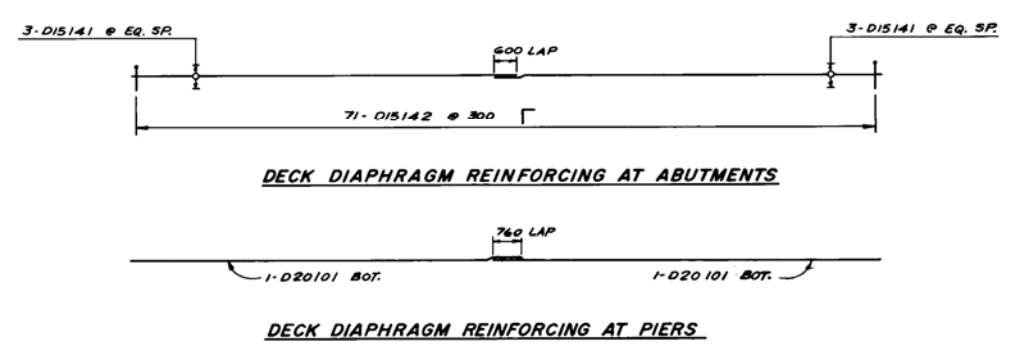 3-D15141 @ EQ. SP.
3-D15141 @ EQ. SP.
600 LAP
71-D15142 @ 300
DECK DIAPHRAGM REINFORCING AT ABUTMENTS
760 LAP
1-D20101 BOT.
1-D20101 BOT.
DECK DIAPHRAGM REINFORCING AT PIERS